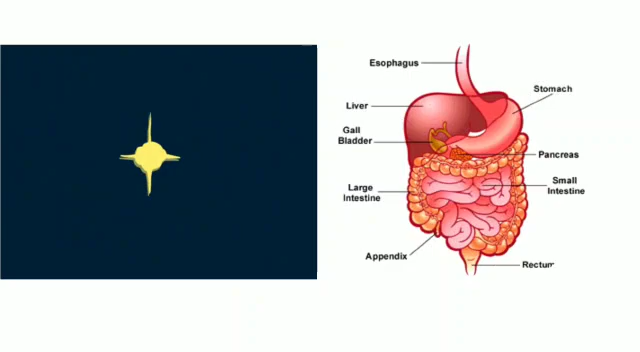 Esophagus
Stomach
Liver
Gall
Bladder
Pancreas
Large
Intestine
Small
Intestine
Appendix
Rectum